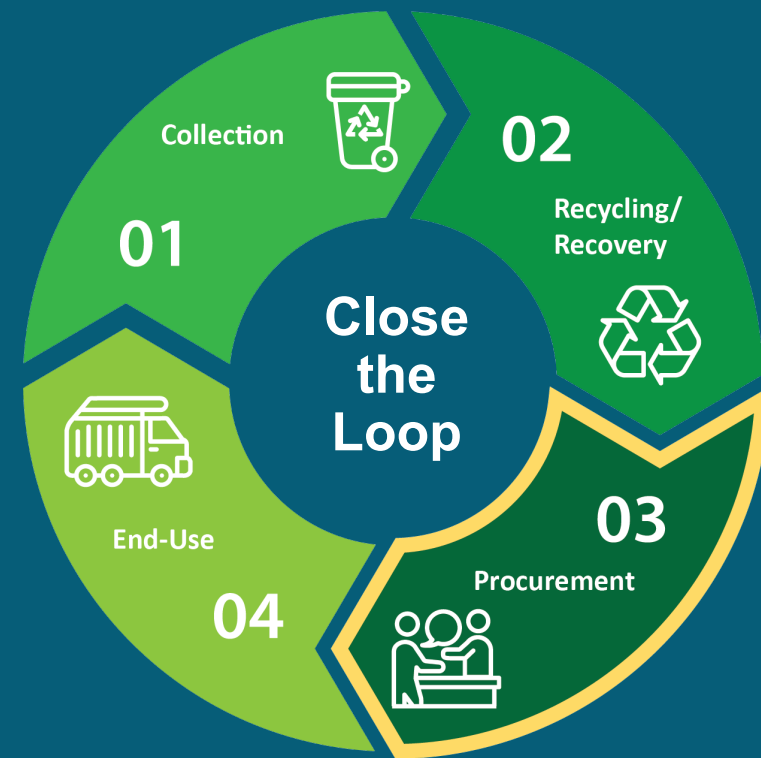 Collection
01
02
Recycling/
Recovery
Close
the
Loop
03
Procurement
End-Use
04